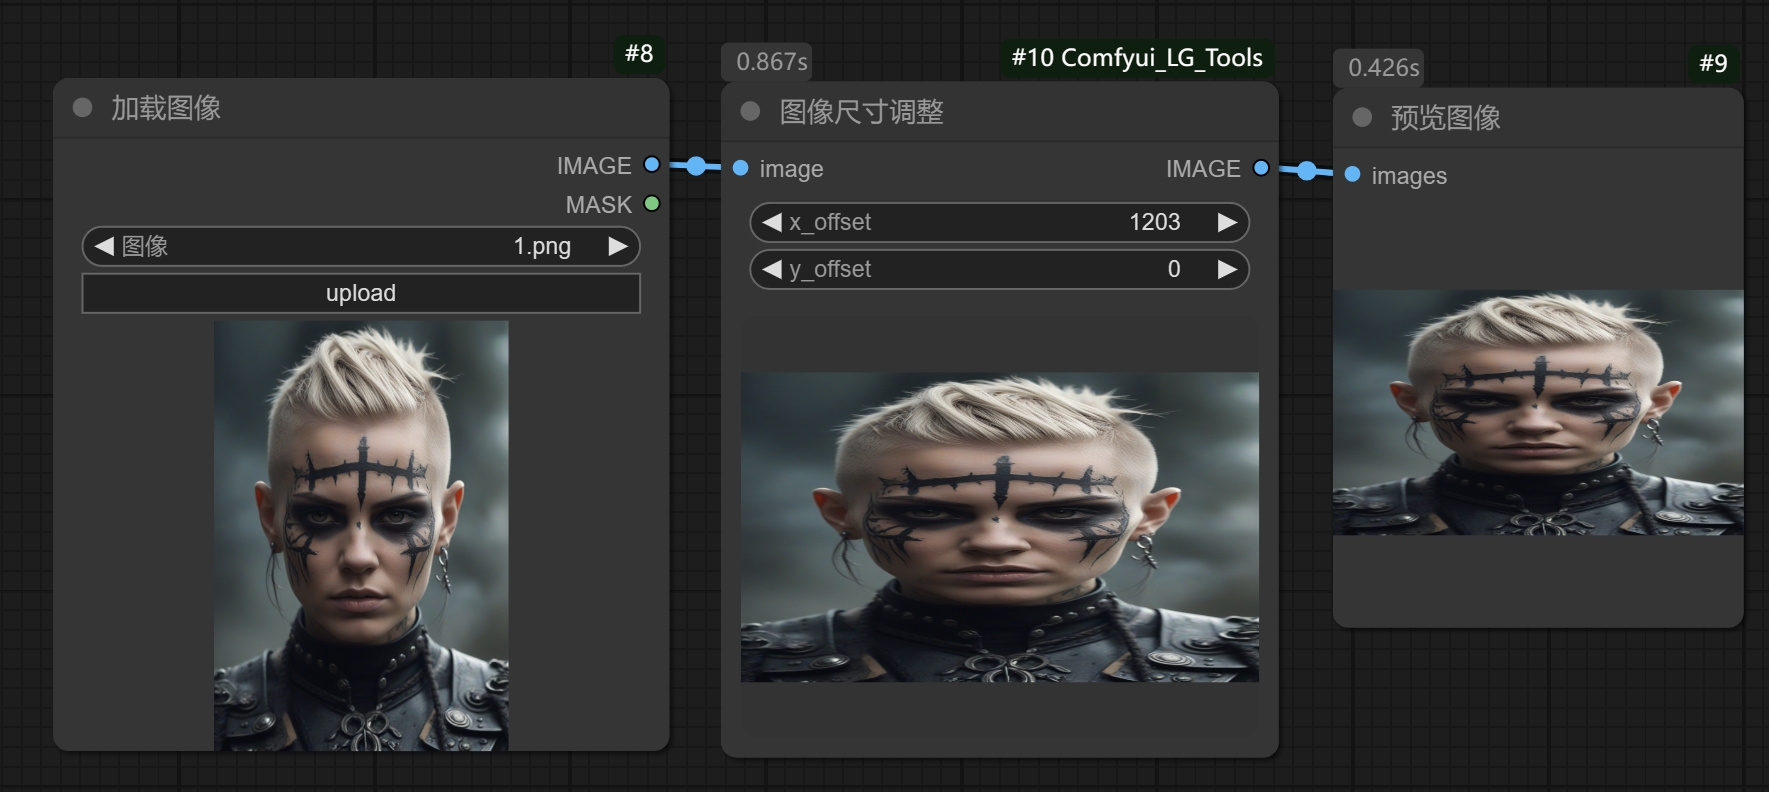 #8
加载图像
IMAGE
MASK
图像 1.png
upload
0.867s
#10 Comfyui_LG_Tools
图像尺寸调整
image IMAGE
x_offset 1203
y_offset 0
0.426s
#9
预览图像
images